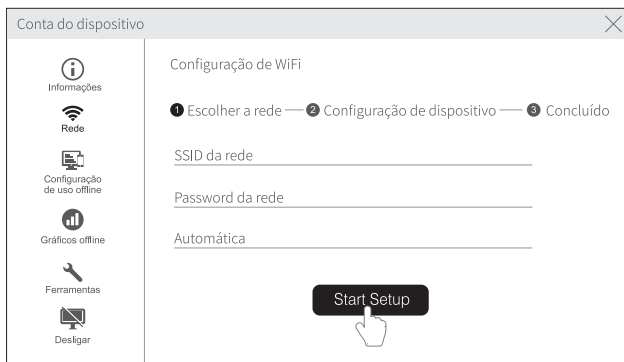 Conta do dispositivo
Informações
Rede
Configuração
de uso offline
Gráficos offline
Ferramentas
Desligar
Configuração de WiFi
1 Escolher a rede 2 Configuração de dispositivo 3 Concluído
SSID da rede
Password da rede
Automática
Start Setup